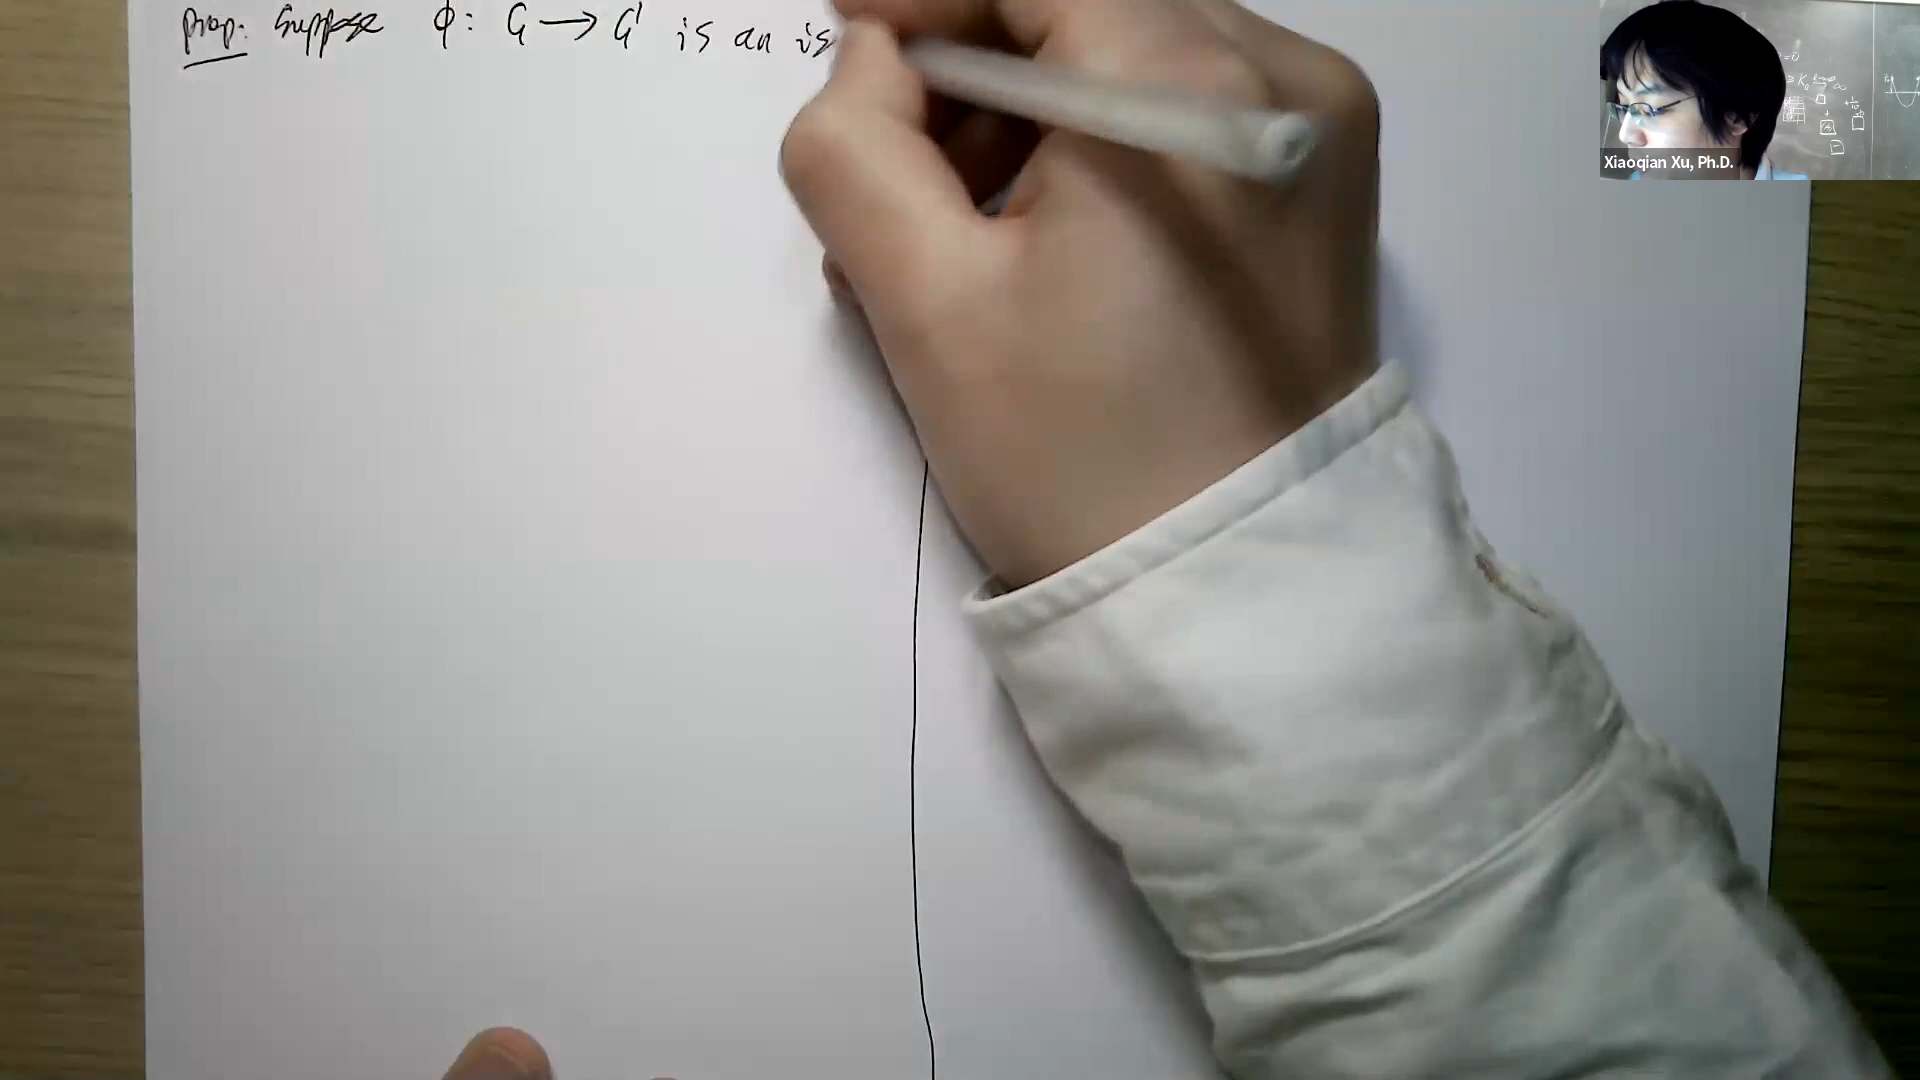 prop: Suppose φ: G → G' is an is
Xiaoqian Xu, Ph.D.